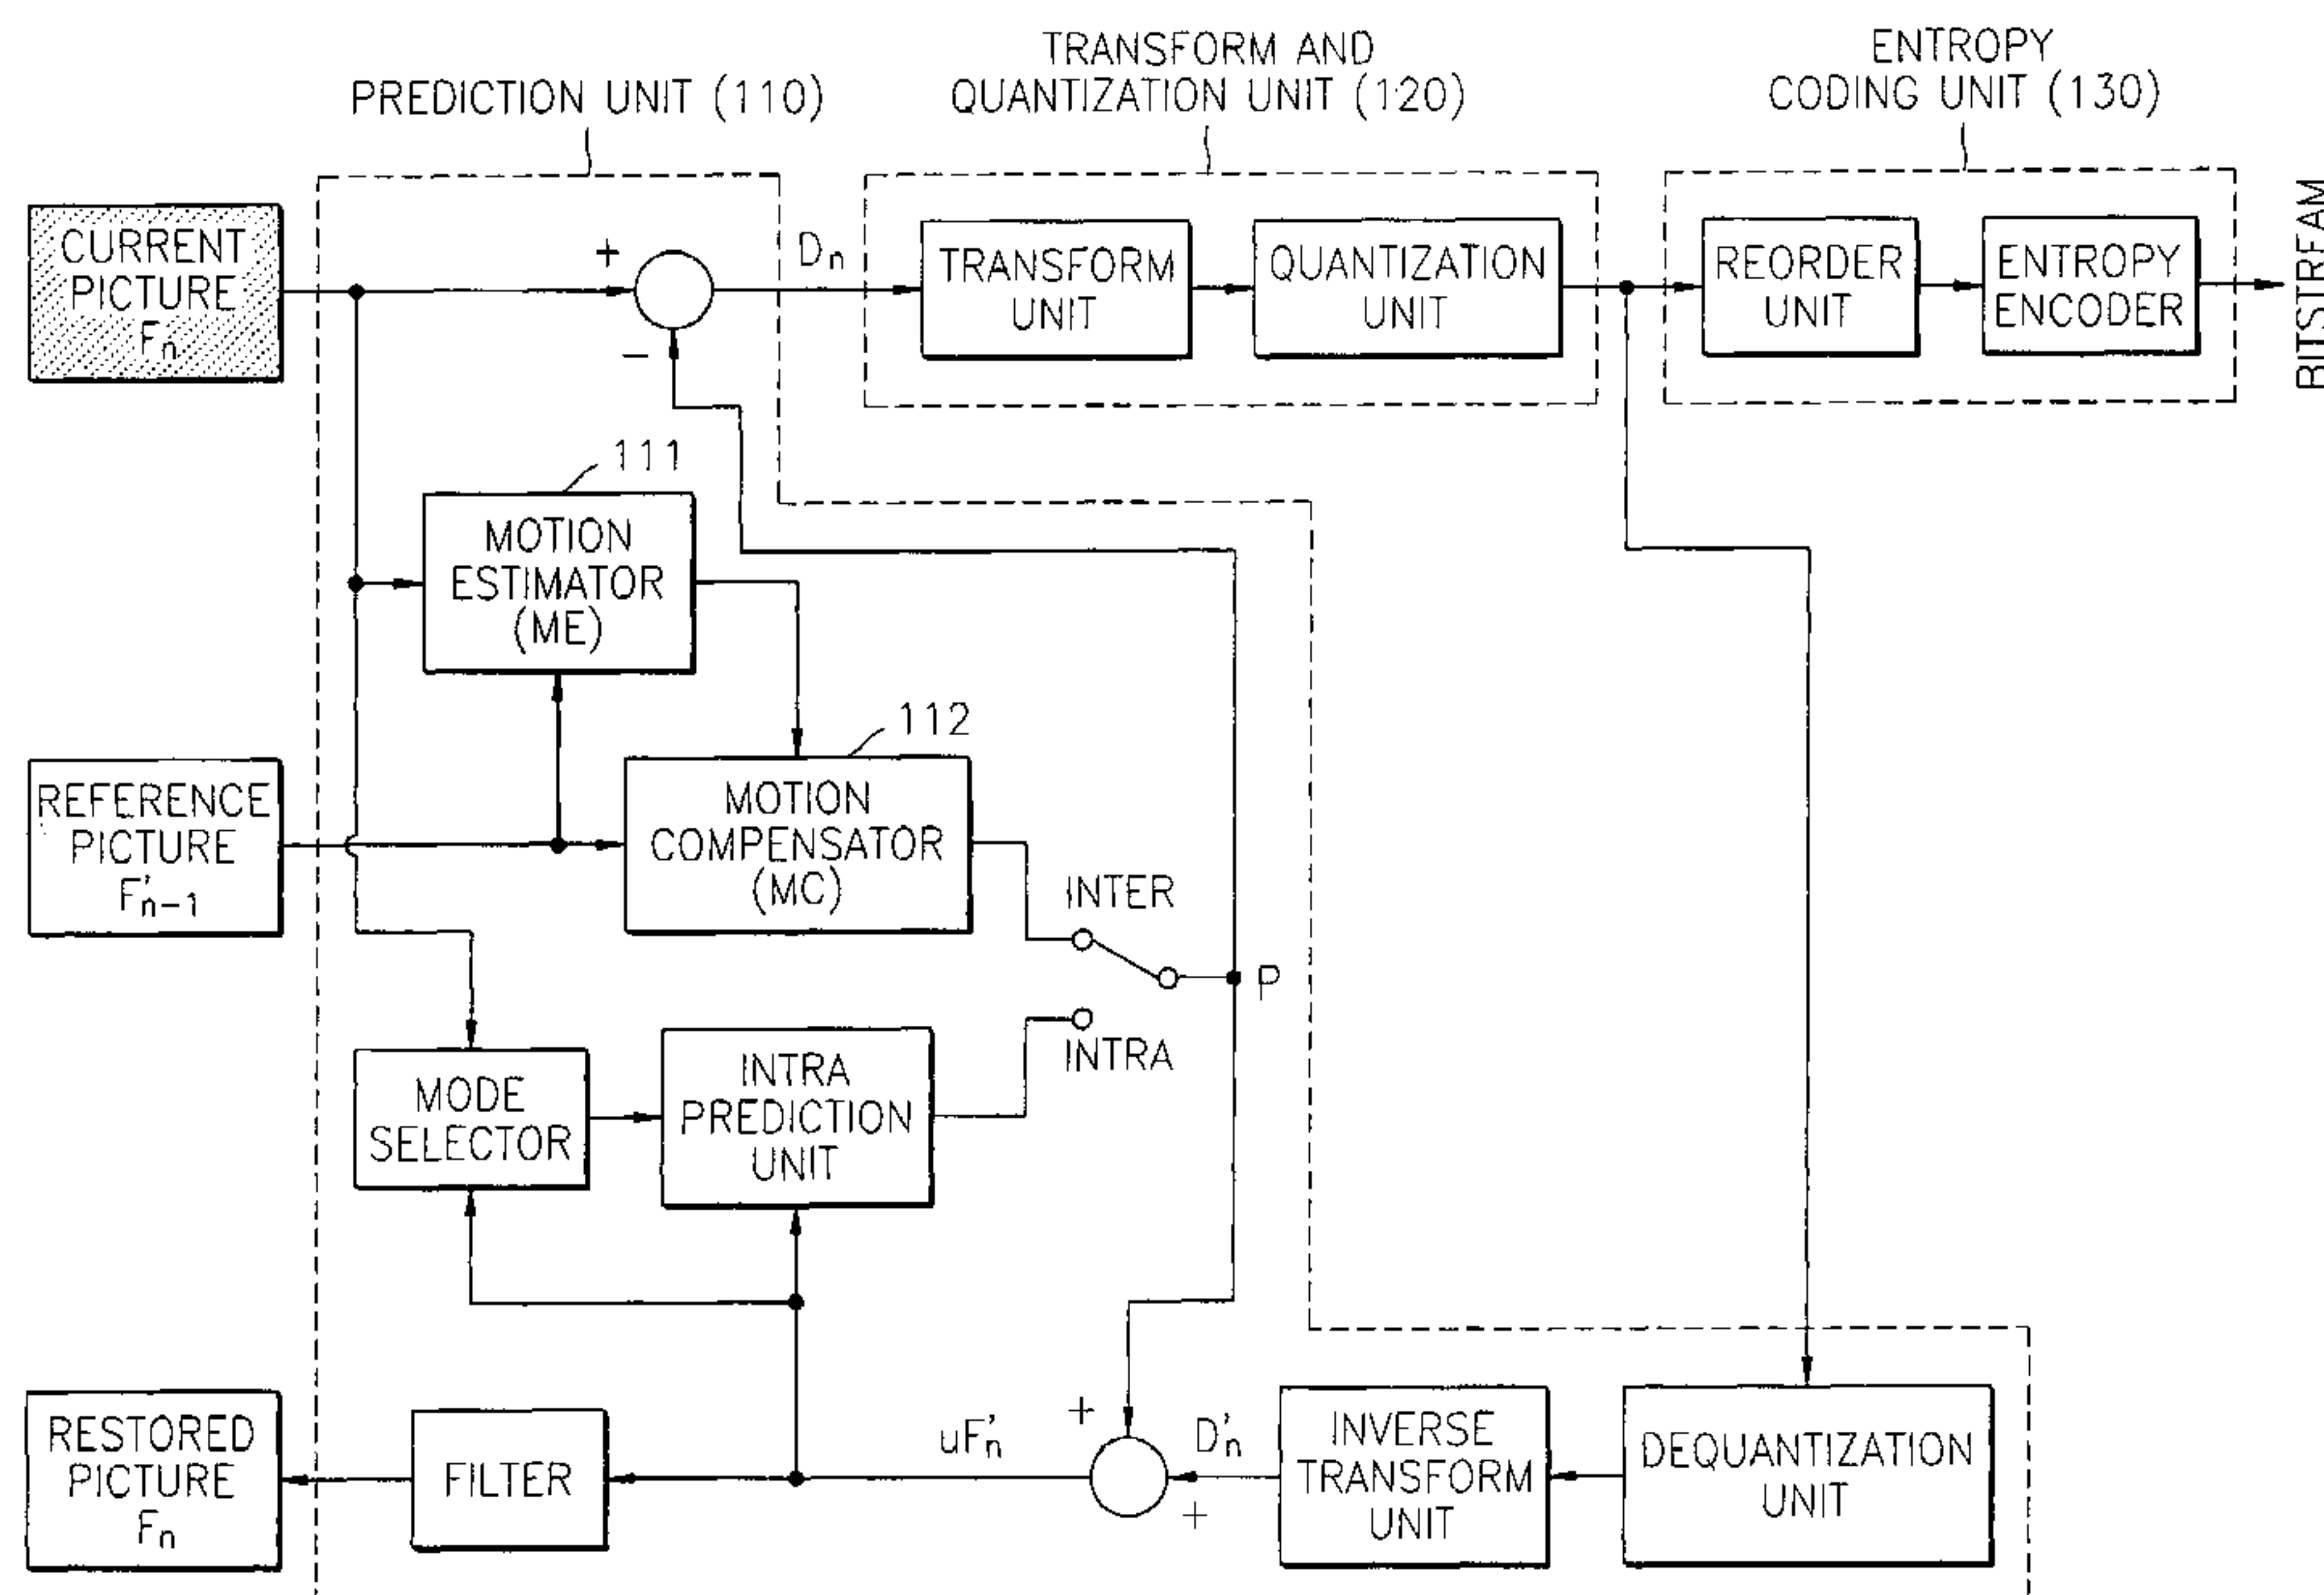 PREDICTION UNIT (110)
TRANSFORM AND
QUANTIZATION UNIT (120)
ENTROPY
CODING UNIT (130)
CURRENT
PICTURE
Fn
+
−
Dn
TRANSFORM
UNIT
QUANTIZATION
UNIT
REORDER
UNIT
ENTROPY
ENCODER
BITSTREAM
111
MOTION
ESTIMATOR
(ME)
112
REFERENCE
PICTURE
F'n−1
MOTION
COMPENSATOR
(MC)
INTER
P
INTRA
MODE
SELECTOR
INTRA
PREDICTION
UNIT
RESTORED
PICTURE
Fn
FILTER
uF'n
+
D'n
+
INVERSE
TRANSFORM
UNIT
DEQUANTIZATION
UNIT